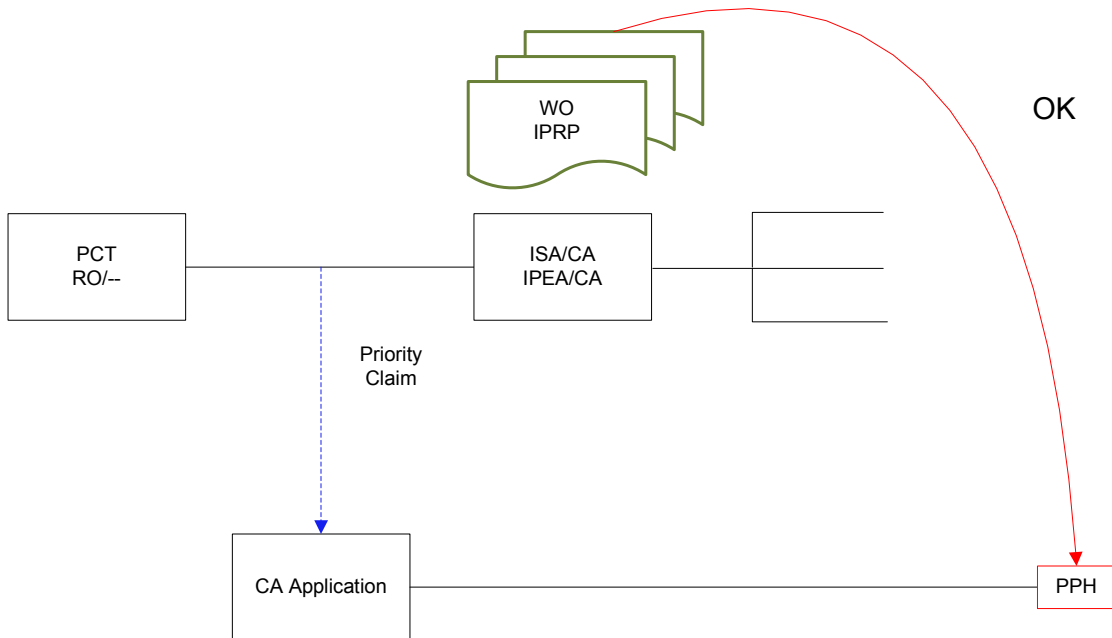 WO
IPRP
OK
PCT
RO/--
ISA/CA
IPEA/CA
Priority
Claim
CA Application
PPH